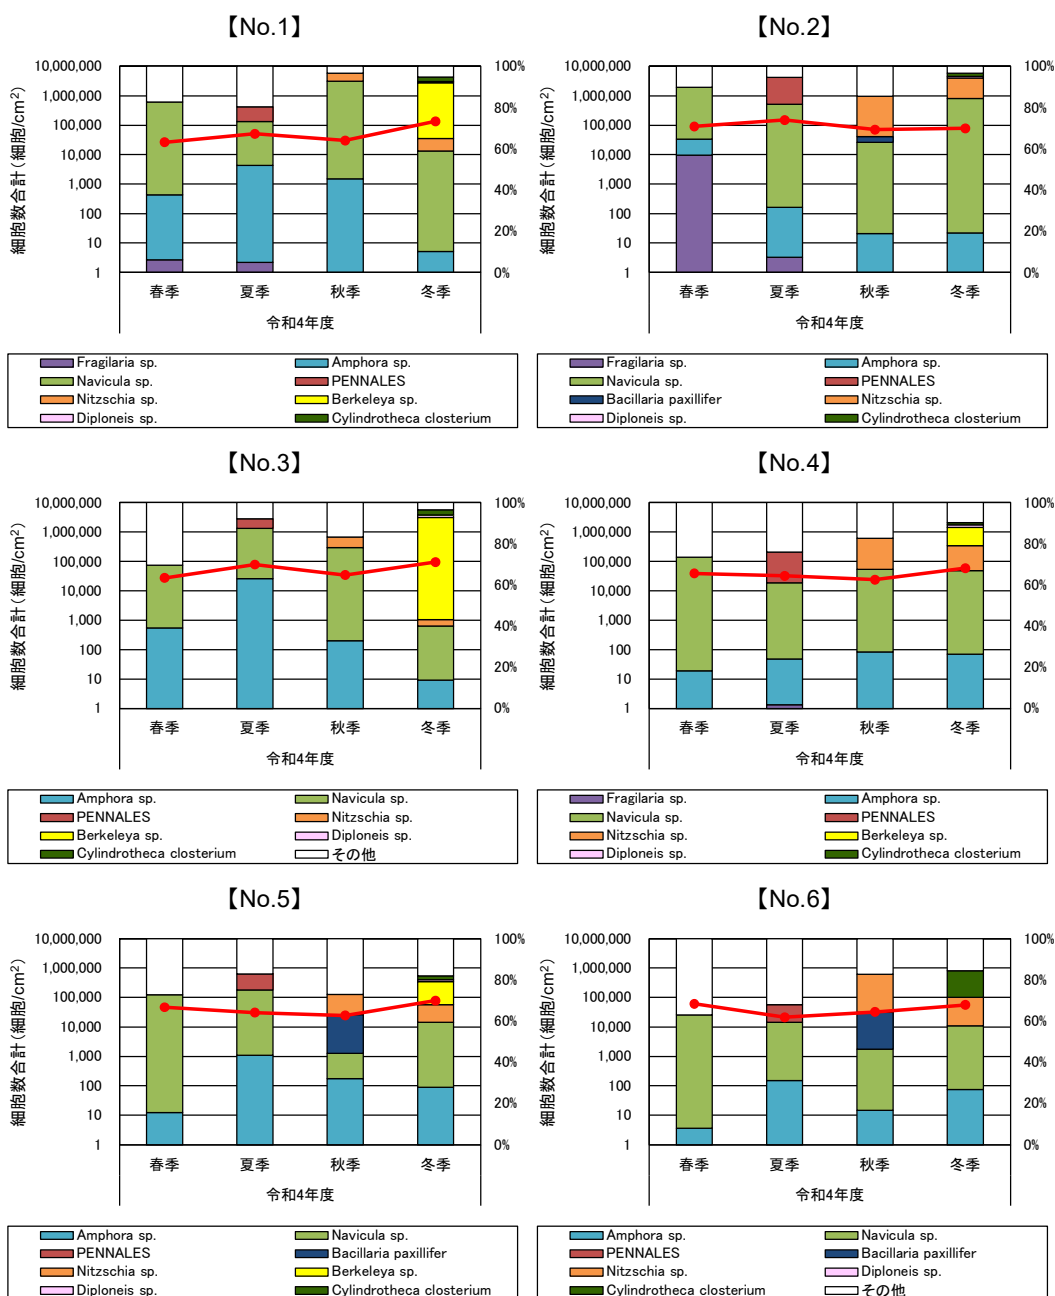 【No.1】
10,000,000
1,000,000
100,000
10,000
1,000
100
10
1
細胞数合計(細胞/cm²)
100%
80%
60%
40%
20%
0%
春季 夏季 秋季 冬季
令和4年度
Fragilaria sp. Amphora sp.
Navicula sp. PENNALES
Nitzschia sp. Berkeleya sp.
Diploneis sp. Cylindrotheca closterium
【No.2】
10,000,000
1,000,000
100,000
10,000
1,000
100
10
1
細胞数合計(細胞/cm²)
100%
80%
60%
40%
20%
0%
春季 夏季 秋季 冬季
令和4年度
Fragilaria sp. Amphora sp.
Navicula sp. PENNALES
Bacillaria paxillifer Nitzschia sp.
Diploneis sp. Cylindrotheca closterium
【No.3】
10,000,000
1,000,000
100,000
10,000
1,000
100
10
1
細胞数合計(細胞/cm²)
100%
80%
60%
40%
20%
0%
春季 夏季 秋季 冬季
令和4年度
Amphora sp. Navicula sp.
PENNALES Nitzschia sp.
Berkeleya sp. Diploneis sp.
Cylindrotheca closterium その他
【No.4】
10,000,000
1,000,000
100,000
10,000
1,000
100
10
1
細胞数合計(細胞/cm²)
100%
80%
60%
40%
20%
0%
春季 夏季 秋季 冬季
令和4年度
Fragilaria sp. Amphora sp.
Navicula sp. PENNALES
Nitzschia sp. Berkeleya sp.
Diploneis sp. Cylindrotheca closterium
【No.5】
10,000,000
1,000,000
100,000
10,000
1,000
100
10
1
細胞数合計(細胞/cm²)
100%
80%
60%
40%
20%
0%
春季 夏季 秋季 冬季
令和4年度
Amphora sp. Navicula sp.
PENNALES Bacillaria paxillifer
Nitzschia sp. Berkeleya sp.
Diploneis sp. Cylindrotheca closterium
【No.6】
10,000,000
1,000,000
100,000
10,000
1,000
100
10
1
細胞数合計(細胞/cm²)
100%
80%
60%
40%
20%
0%
春季 夏季 秋季 冬季
令和4年度
Amphora sp. Navicula sp.
PENNALES Bacillaria paxillifer
Nitzschia sp. Diploneis sp.
Cylindrotheca closterium その他